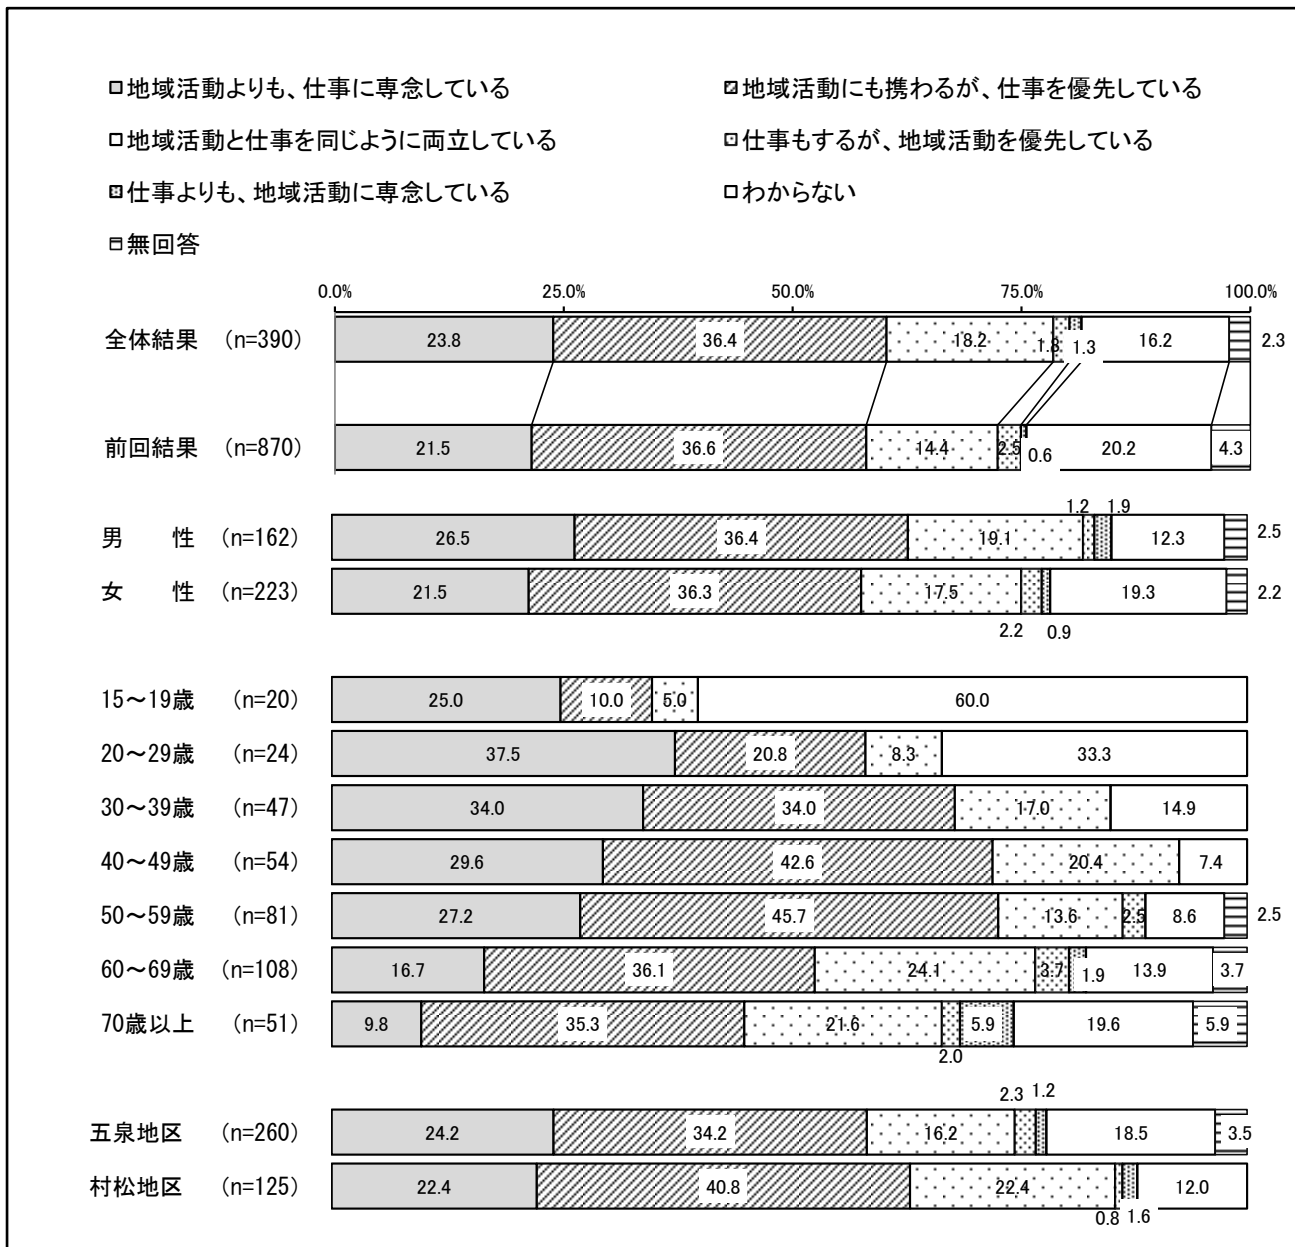 地域活動よりも、仕事に専念している 地域活動にも携わるが、仕事を優先している
地域活動と仕事を同じように両立している 仕事もするが、地域活動を優先している
仕事よりも、地域活動に専念している わからない
無回答
0.0% 25.0% 50.0% 75.0% 100.0%
全体結果 (n=390) 23.8 36.4 18.2 1.8 1.3 16.2 2.3
前回結果 (n=870) 21.5 36.6 14.4 2.5 0.6 20.2 4.3
1.2 1.9
男 性 (n=162) 26.5 36.4 19.1 12.3 2.5
女 性 (n=223) 21.5 36.3 17.5 19.3 2.2
2.2 0.9
15～19歳 (n=20) 25.0 10.0 5.0 60.0
20～29歳 (n=24) 37.5 20.8 8.3 33.3
30～39歳 (n=47) 34.0 34.0 17.0 14.9
40～49歳 (n=54) 29.6 42.6 20.4 7.4
50～59歳 (n=81) 27.2 45.7 13.6 2.5 8.6 2.5
60～69歳 (n=108) 16.7 36.1 24.1 3.7 1.9 13.9 3.7
70歳以上 (n=51) 9.8 35.3 21.6 5.9 19.6 5.9
2.0
2.3 1.2
五泉地区 (n=260) 24.2 34.2 16.2 18.5 3.5
村松地区 (n=125) 22.4 40.8 22.4 12.0
0.8 1.6